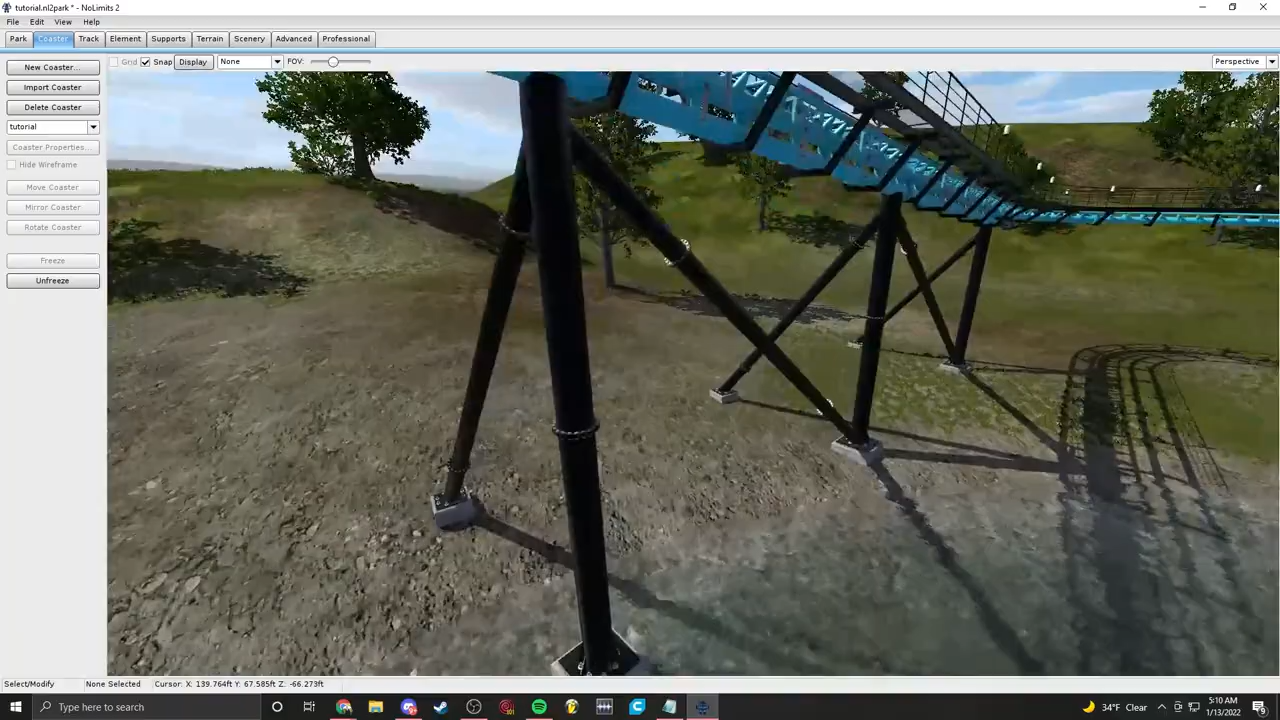 tutorial.nl2park * - NoLimits 2
File Edit View Help
Park Coaster Track Element Supports Terrain Scenery Advanced Professional
Grid Snap Display None FOV: Perspective
New Coaster...
Import Coaster
Delete Coaster
tutorial
Coaster Properties...
Hide Wireframe
Move Coaster
Mirror Coaster
Rotate Coaster
Freeze
Unfreeze
Select/Modify None Selected Cursor: X: 139.764ft Y: 67.585ft Z: -66.273ft
Type here to search
34°F Clear
5:10 AM
1/13/2022